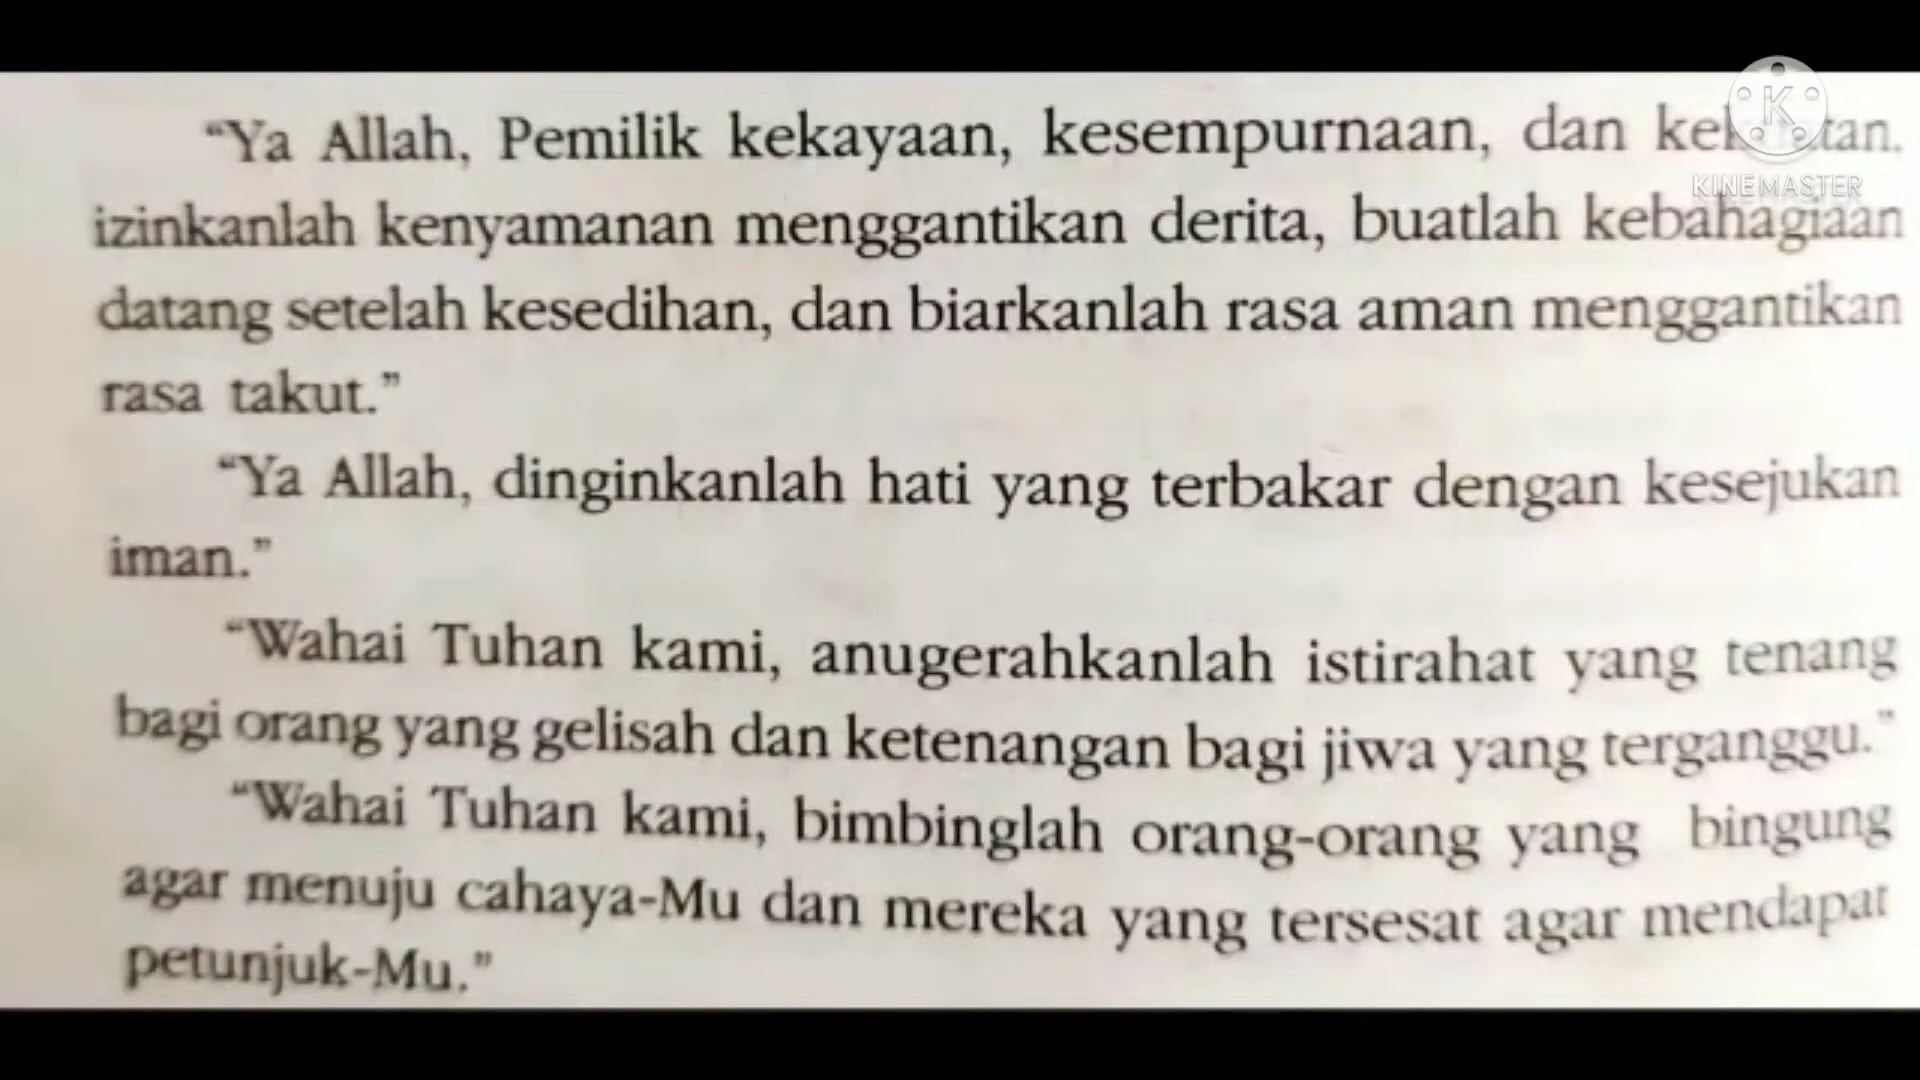 “Ya Allah, Pemilik kekayaan, kesempurnaan, dan
izinkanlah kenyamanan menggantikan derita, buatlah kebahagiaan
datang setelah kesedihan, dan biarkanlah rasa aman menggantikan
rasa takut.”
“Ya Allah, dinginkanlah hati yang terbakar dengan kesejukan
iman.”
“Wahai Tuhan kami, anugerahkanlah istirahat yang tenang
bagi orang yang gelisah dan ketenangan bagi jiwa yang terganggu.”
“Wahai Tuhan kami, bimbinglah orang-orang yang bingung
agar menuju cahaya-Mu dan mereka yang tersesat agar mendapat
petunjuk-Mu.”
K
KINEMASTER